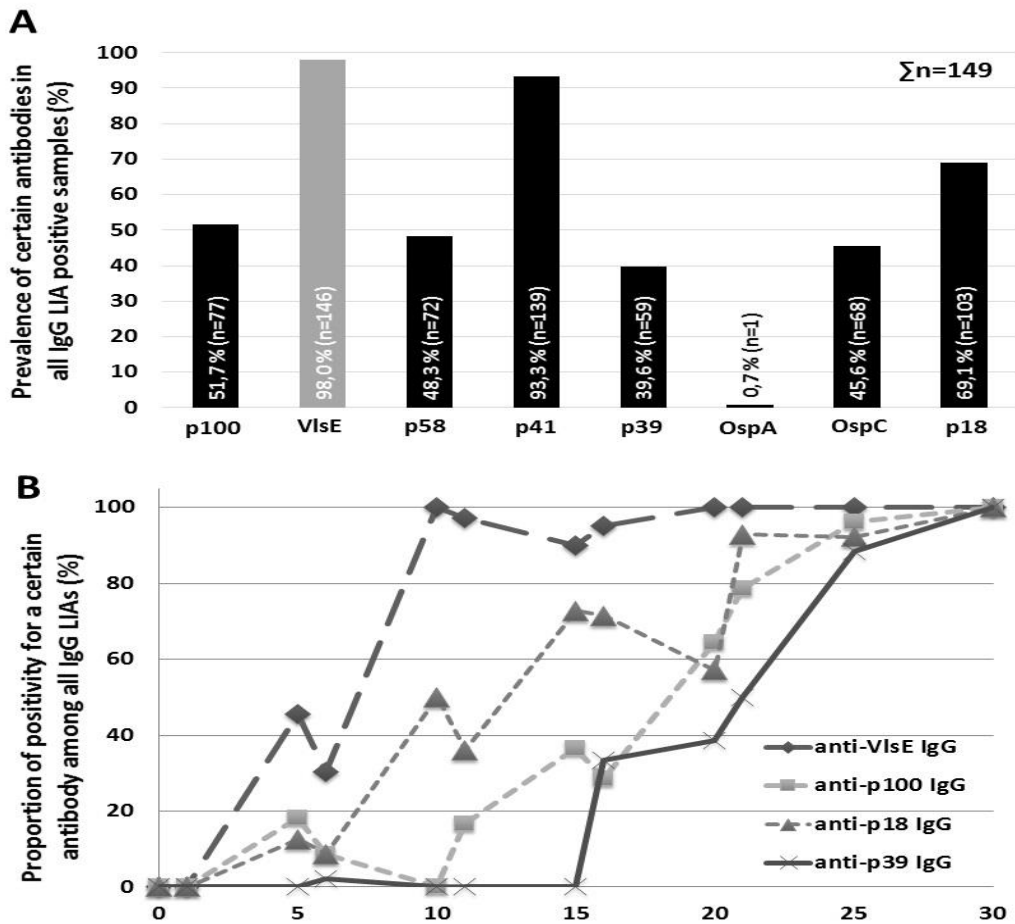 A
Prevalence of certain antibodies in
all IgG LIA positive samples (%)
∑n=149
100
90
80
70
60
50
40
30
20
10
0
51,7% (n=77)
98,0% (n=146)
48,3% (n=72)
93,3% (n=139)
39,6% (n=59)
0,7% (n=1)
45,6% (n=68)
69,1% (n=103)
p100 VlsE p58 p41 p39 OspA OspC p18
B
Proportion of positivity for a certain
antibody among all IgG LIAs (%)
100
80
60
40
20
0
anti-VlsE IgG
anti-p100 IgG
anti-p18 IgG
anti-p39 IgG
0 5 10 15 20 25 30